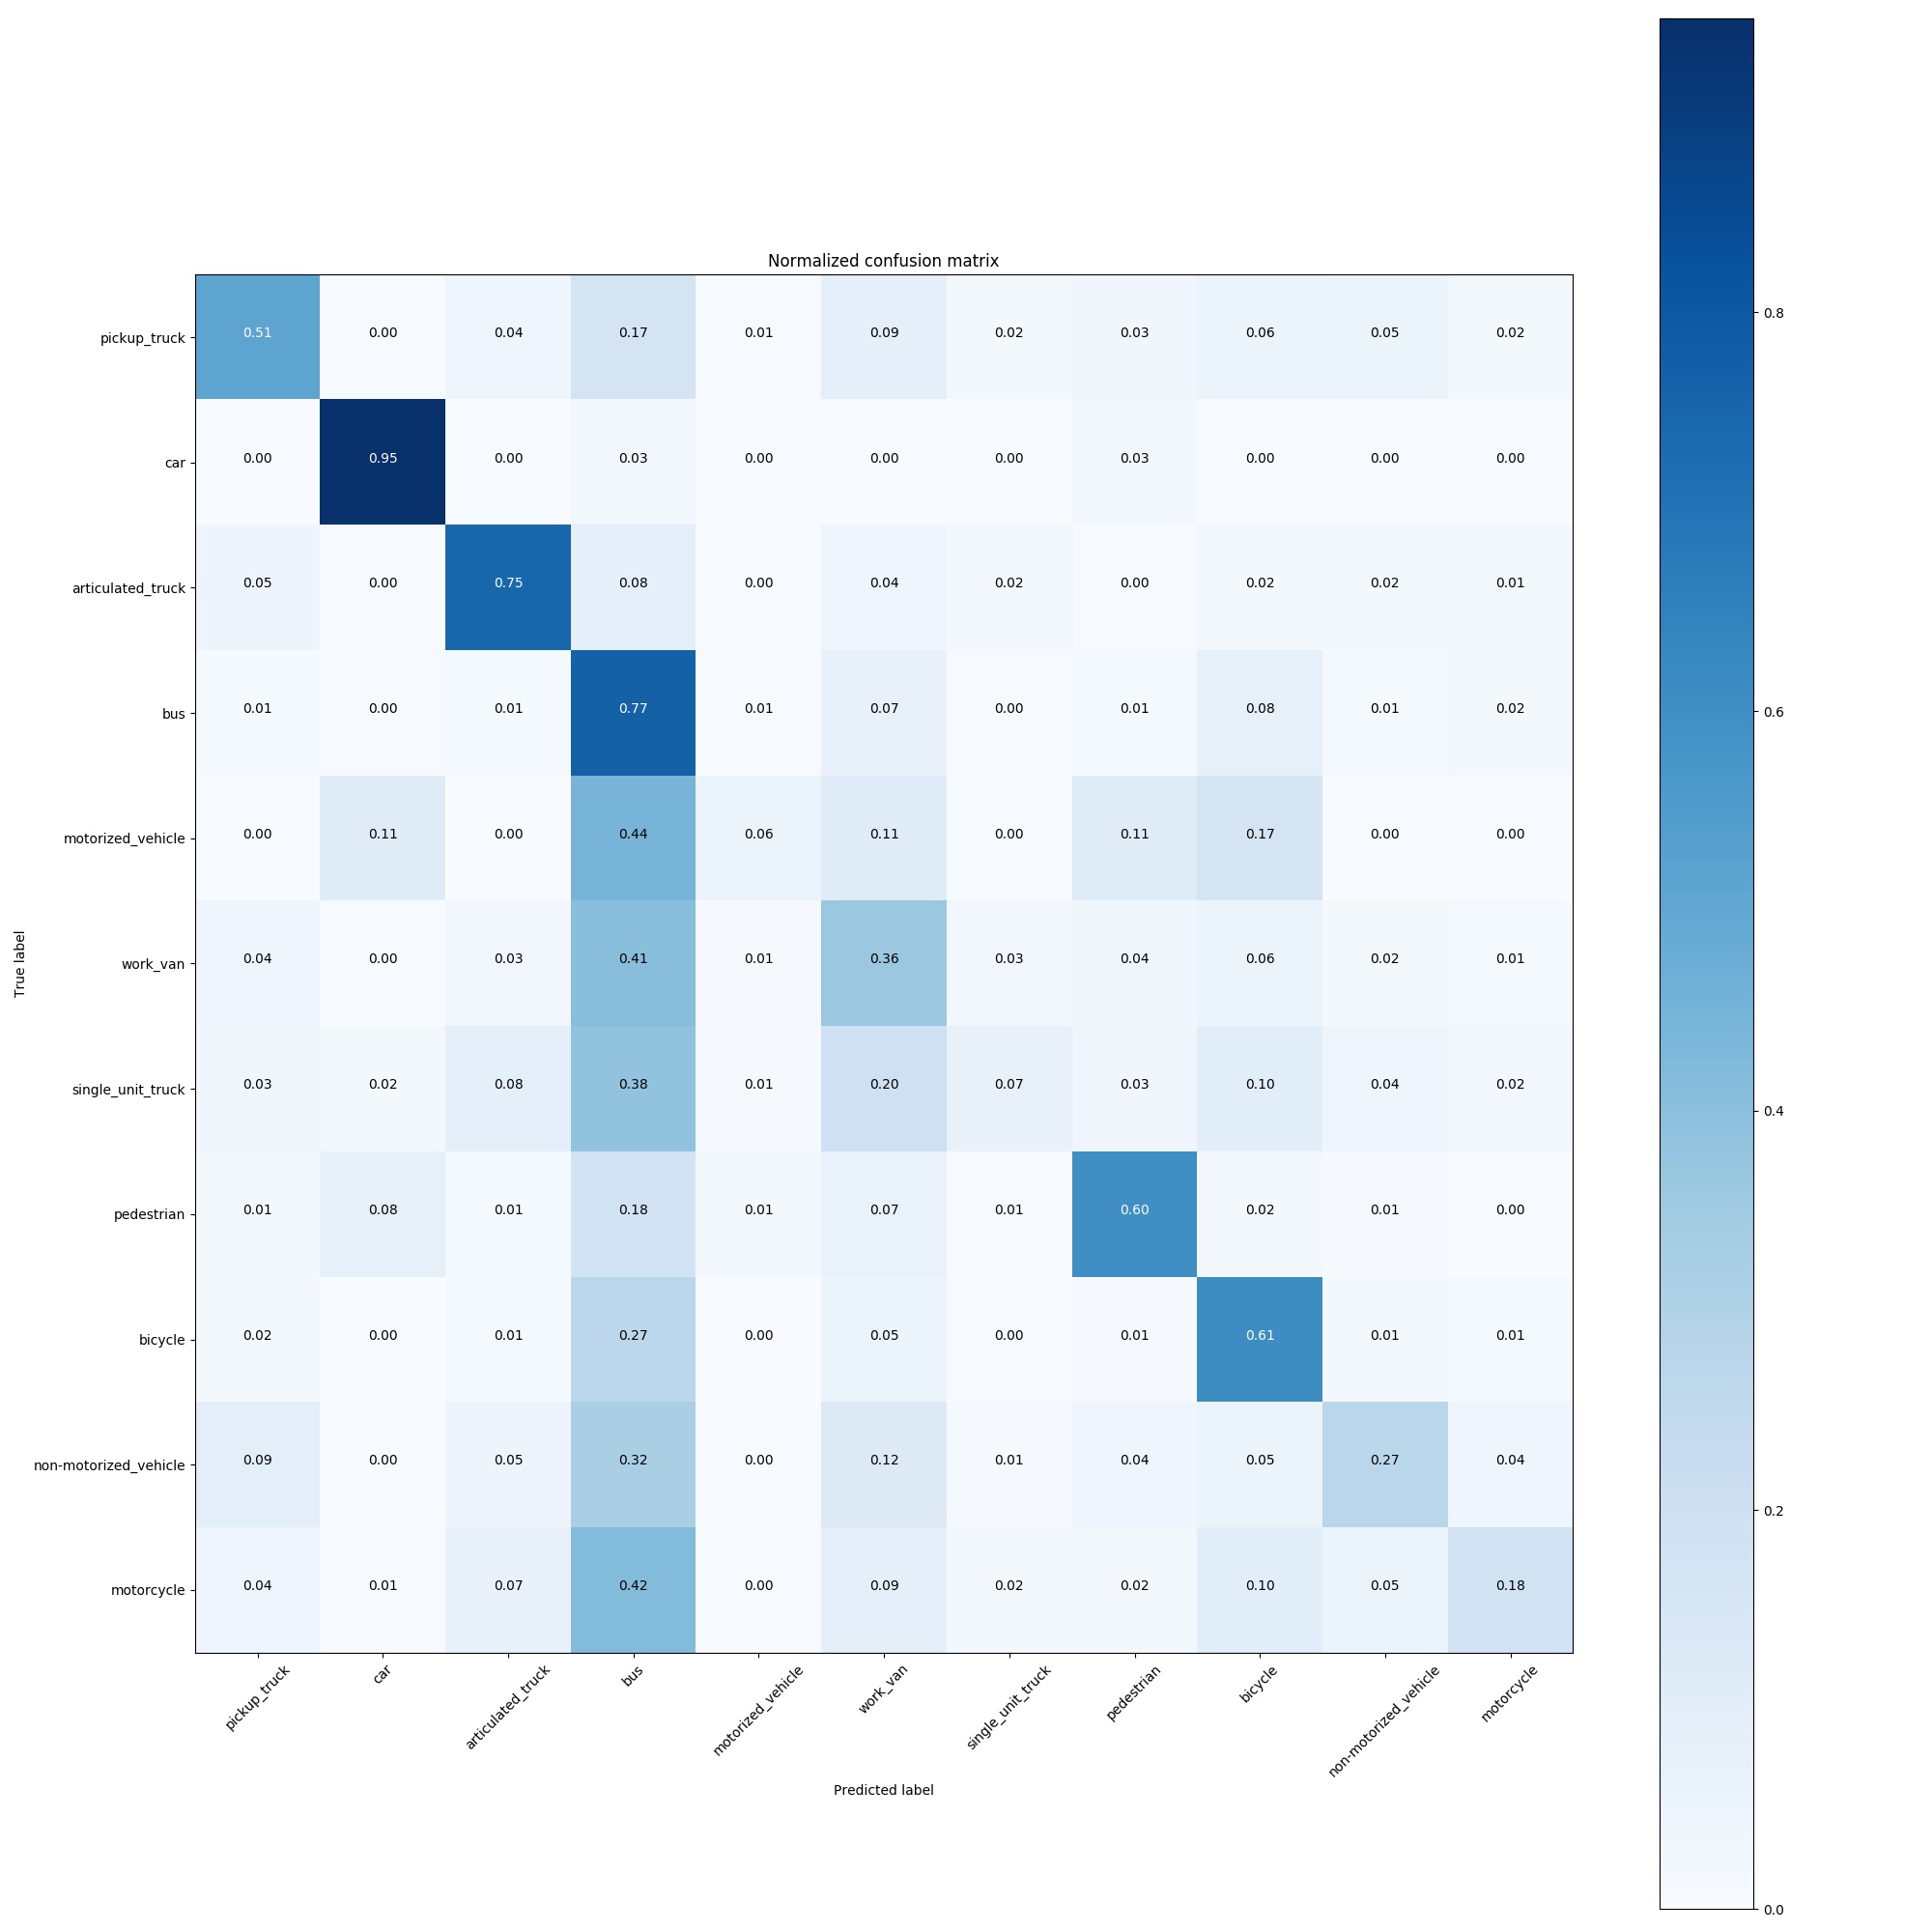 Normalized confusion matrix
pickup_truck 0.51 0.00 0.04 0.17 0.01 0.09 0.02 0.03 0.06 0.05 0.02
car 0.00 0.95 0.00 0.03 0.00 0.00 0.00 0.03 0.00 0.00 0.00
articulated_truck 0.05 0.00 0.75 0.08 0.00 0.04 0.02 0.00 0.02 0.02 0.01
bus 0.01 0.00 0.01 0.77 0.01 0.07 0.00 0.01 0.08 0.01 0.02
motorized_vehicle 0.00 0.11 0.00 0.44 0.06 0.11 0.00 0.11 0.17 0.00 0.00
work_van 0.04 0.00 0.03 0.41 0.01 0.36 0.03 0.04 0.06 0.02 0.01
single_unit_truck 0.03 0.02 0.08 0.38 0.01 0.20 0.07 0.03 0.10 0.04 0.02
pedestrian 0.01 0.08 0.01 0.18 0.01 0.07 0.01 0.60 0.02 0.01 0.00
bicycle 0.02 0.00 0.01 0.27 0.00 0.05 0.00 0.01 0.61 0.01 0.01
non-motorized_vehicle 0.09 0.00 0.05 0.32 0.00 0.12 0.01 0.04 0.05 0.27 0.04
motorcycle 0.04 0.01 0.07 0.42 0.00 0.09 0.02 0.02 0.10 0.05 0.18
True label
pickup_truck car articulated_truck bus motorized_vehicle work_van single_unit_truck pedestrian bicycle non-motorized_vehicle motorcycle
Predicted label
0.8
0.6
0.4
0.2
0.0